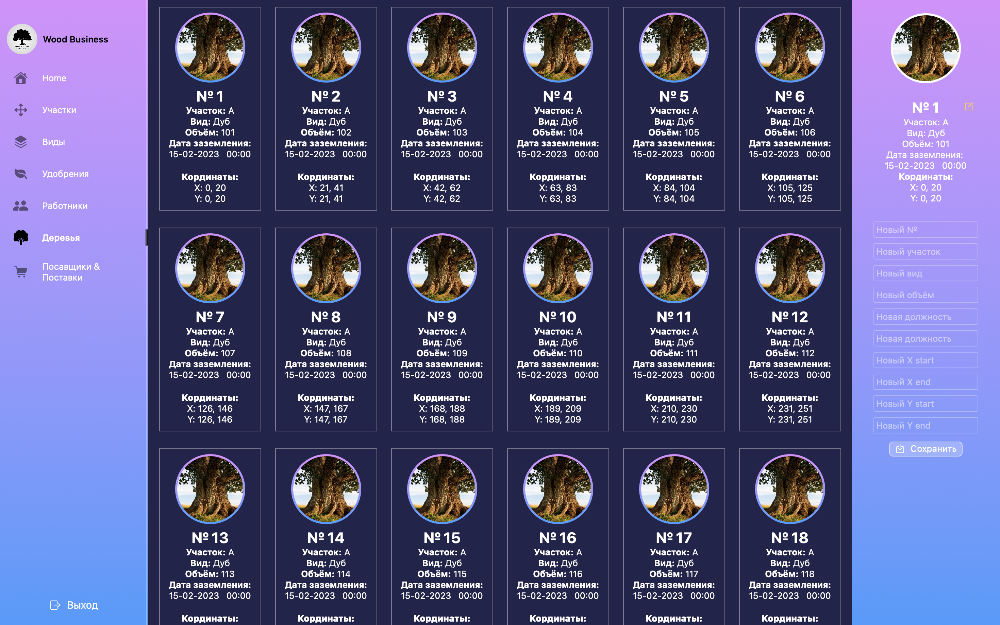 Wood Business
Home
Участки
Виды
Удобрения
Работники
Деревья
Посавщики &
Поставки
Выход
№ 1
Участок: А
Вид: Дуб
Объём: 101
Дата заземления:
15-02-2023 00:00
Кординаты:
X: 0, 20
Y: 0, 20
№ 2
Участок: А
Вид: Дуб
Объём: 102
Дата заземления:
15-02-2023 00:00
Кординаты:
X: 21, 41
Y: 21, 41
№ 3
Участок: А
Вид: Дуб
Объём: 103
Дата заземления:
15-02-2023 00:00
Кординаты:
X: 42, 62
Y: 42, 62
№ 4
Участок: А
Вид: Дуб
Объём: 104
Дата заземления:
15-02-2023 00:00
Кординаты:
X: 63, 83
Y: 63, 83
№ 5
Участок: А
Вид: Дуб
Объём: 105
Дата заземления:
15-02-2023 00:00
Кординаты:
X: 84, 104
Y: 84, 104
№ 6
Участок: А
Вид: Дуб
Объём: 106
Дата заземления:
15-02-2023 00:00
Кординаты:
X: 105, 125
Y: 105, 125
№ 7
Участок: А
Вид: Дуб
Объём: 107
Дата заземления:
15-02-2023 00:00
Кординаты:
X: 126, 146
Y: 126, 146
№ 8
Участок: А
Вид: Дуб
Объём: 108
Дата заземления:
15-02-2023 00:00
Кординаты:
X: 147, 167
Y: 147, 167
№ 9
Участок: А
Вид: Дуб
Объём: 109
Дата заземления:
15-02-2023 00:00
Кординаты:
X: 168, 188
Y: 168, 188
№ 10
Участок: А
Вид: Дуб
Объём: 110
Дата заземления:
15-02-2023 00:00
Кординаты:
X: 189, 209
Y: 189, 209
№ 11
Участок: А
Вид: Дуб
Объём: 111
Дата заземления:
15-02-2023 00:00
Кординаты:
X: 210, 230
Y: 210, 230
№ 12
Участок: А
Вид: Дуб
Объём: 112
Дата заземления:
15-02-2023 00:00
Кординаты:
X: 231, 251
Y: 231, 251
№ 13
Участок: А
Вид: Дуб
Объём: 113
Дата заземления:
15-02-2023 00:00
Кординаты:
№ 14
Участок: А
Вид: Дуб
Объём: 114
Дата заземления:
15-02-2023 00:00
Кординаты:
№ 15
Участок: А
Вид: Дуб
Объём: 115
Дата заземления:
15-02-2023 00:00
Кординаты:
№ 16
Участок: А
Вид: Дуб
Объём: 116
Дата заземления:
15-02-2023 00:00
Кординаты:
№ 17
Участок: А
Вид: Дуб
Объём: 117
Дата заземления:
15-02-2023 00:00
Кординаты:
№ 18
Участок: А
Вид: Дуб
Объём: 118
Дата заземления:
15-02-2023 00:00
Кординаты:
№ 1
Участок: А
Вид: Дуб
Объём: 101
Дата заземления:
15-02-2023 00:00
Кординаты:
X: 0, 20
Y: 0, 20
Новый №
Новый участок
Новый вид
Новый объём
Новая должность
Новая должность
Новый X start
Новый X end
Новый Y start
Новый Y end
Сохранить